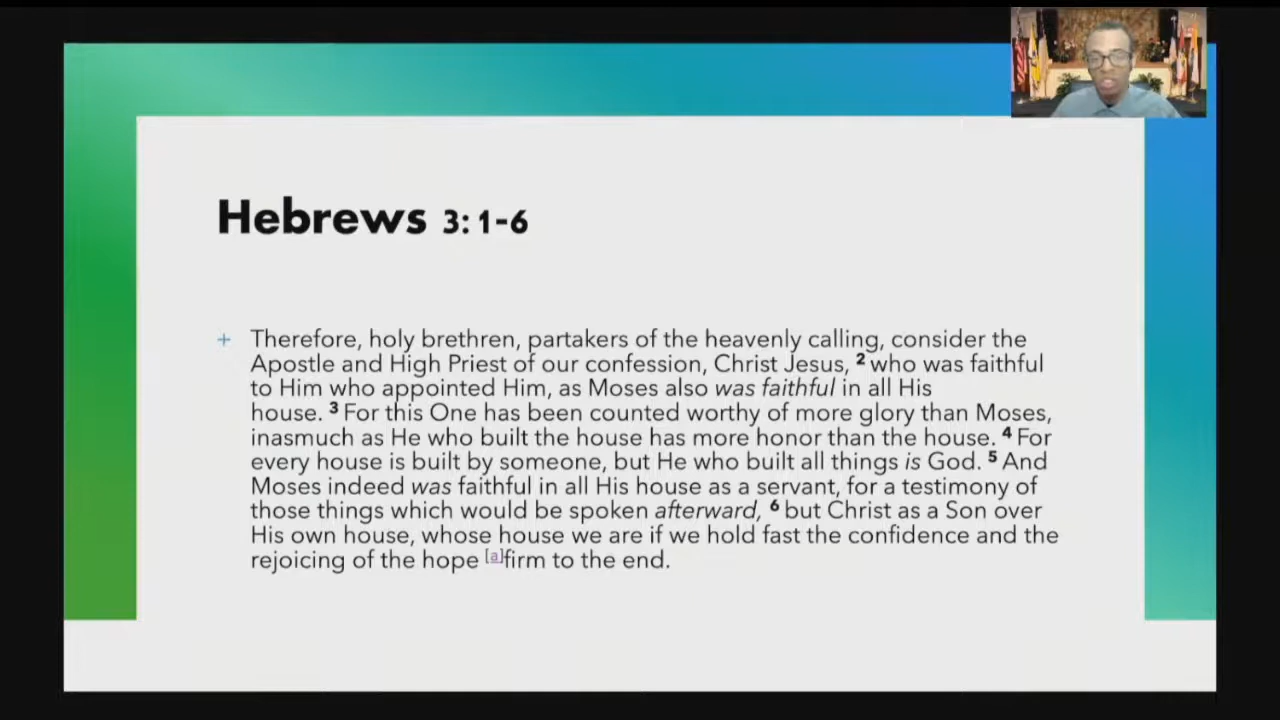 Hebrews 3: 1-6
+ Therefore, holy brethren, partakers of the heavenly calling, consider the
Apostle and High Priest of our confession, Christ Jesus, 2 who was faithful
to Him who appointed Him, as Moses also was faithful in all His
house. 3 For this One has been counted worthy of more glory than Moses,
inasmuch as He who built the house has more honor than the house. 4 For
every house is built by someone, but He who built all things is God. 5 And
Moses indeed was faithful in all His house as a servant, for a testimony of
those things which would be spoken afterward, 6 but Christ as a Son over
His own house, whose house we are if we hold fast the confidence and the
rejoicing of the hope [a]firm to the end.